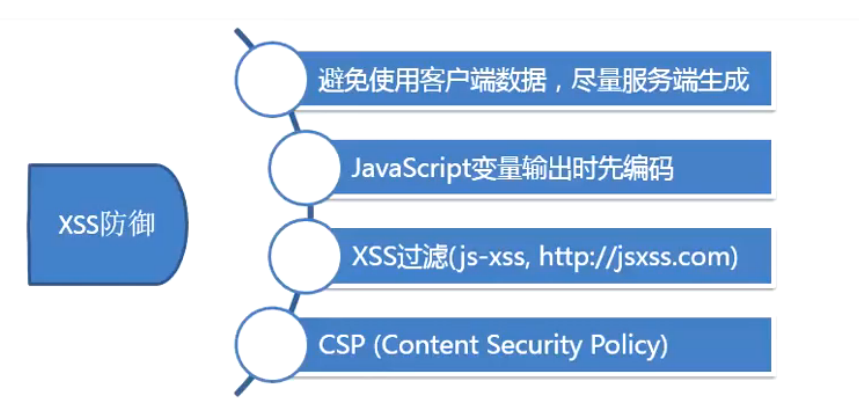 XSS防御
避免使用客户端数据，尽量服务端生成
JavaScript变量输出时先编码
XSS过滤(js-xss, http://jsxss.com)
CSP (Content Security Policy)